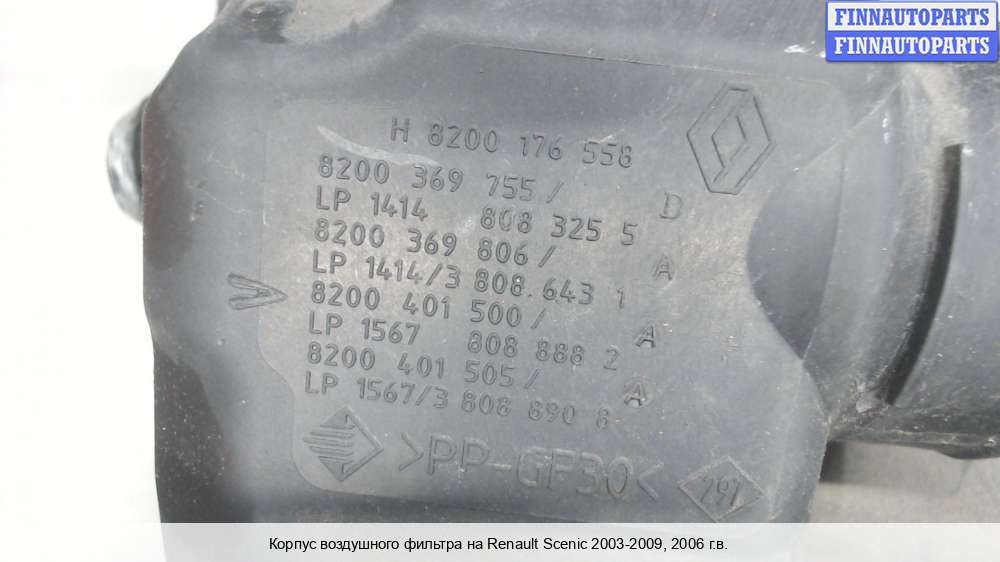 FINNAUTOPARTS
FINNAUTOPARTS
H 8200 176 558
8200 369 755/ D
LP 1414 808 325 5
8200 369 806/ A
LP 1414/3 808.643 1
8200 401 500/ A
LP 1567 808 888 2
8200 401 505/ A
LP 1567/3 808 890 8
>PP-GF30<
197
Корпус воздушного фильтра на Renault Scenic 2003-2009, 2006 г.в.